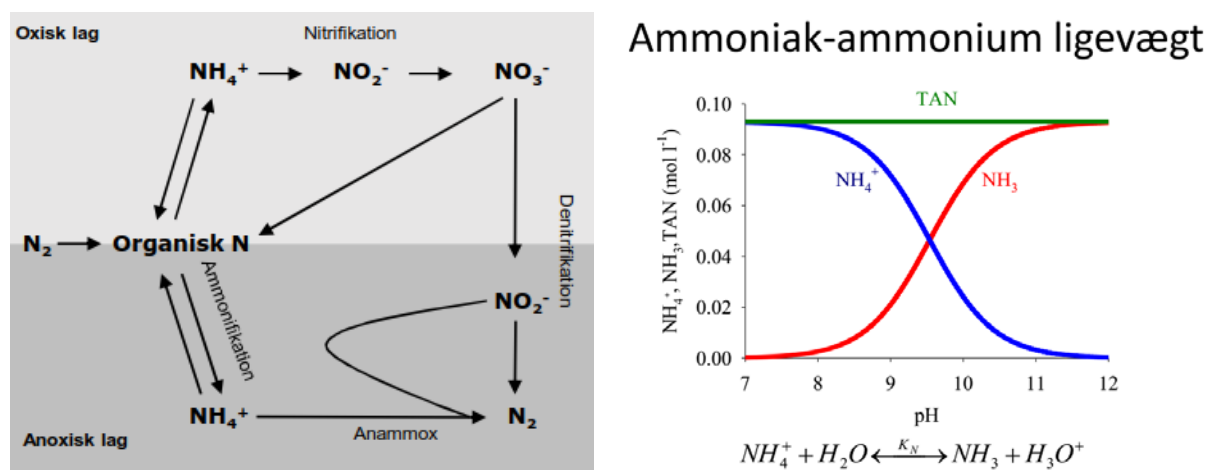 Oxisk lag
Nitrifikation
NH₄⁺
NO₂⁻
NO₃⁻
N₂
Organisk N
Denitrifikation
Ammonifikation
NO₂⁻
NH₄⁺
N₂
Anammox
Anoxisk lag
Ammoniak-ammonium ligevægt
TAN
NH₄⁺
NH₃
NH₄⁺, NH₃, TAN (mol l⁻¹)
0.10
0.08
0.06
0.04
0.02
0.00
7 8 9 10 11 12
pH
NH₄⁺ + H₂O ⟷ K_N NH₃ + H₃O⁺